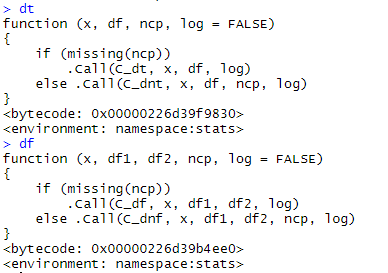 > dt
function (x, df, ncp, log = FALSE)
{
    if (missing(ncp))
        .Call(C_dt, x, df, log)
    else .Call(C_dnt, x, df, ncp, log)
}
<bytecode: 0x00000226d39f9830>
<environment: namespace:stats>
> df
function (x, df1, df2, ncp, log = FALSE)
{
    if (missing(ncp))
        .Call(C_df, x, df1, df2, log)
    else .Call(C_dnf, x, df1, df2, ncp, log)
}
<bytecode: 0x00000226d39b4ee0>
<environment: namespace:stats>